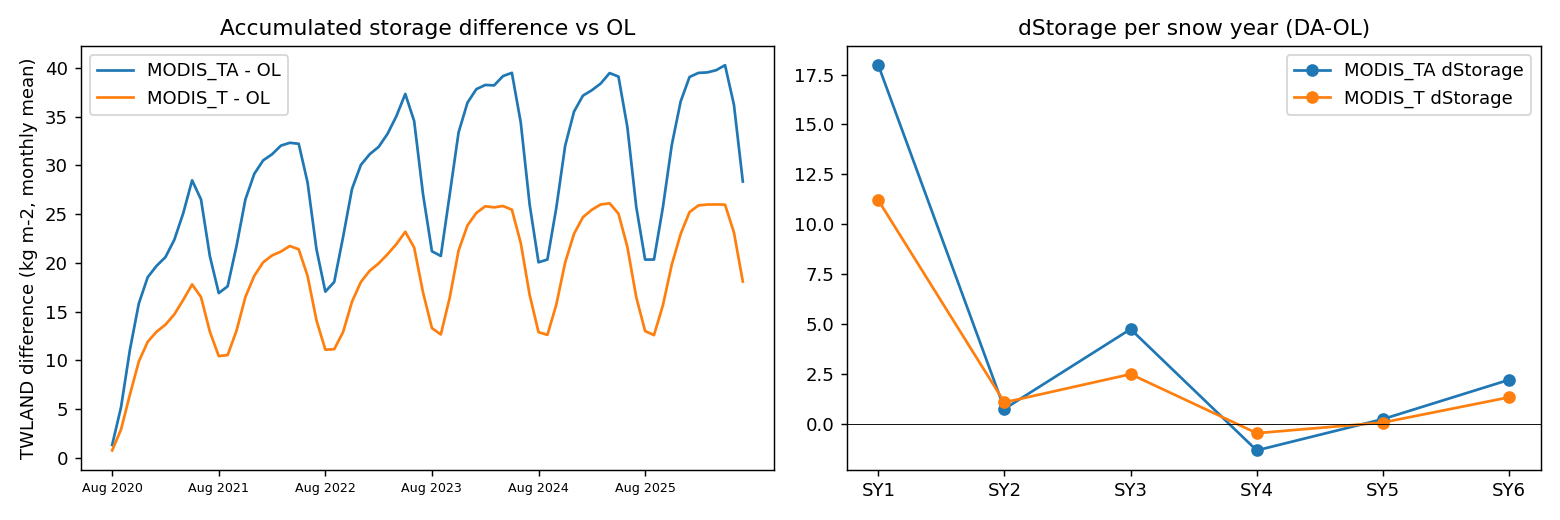 Accumulated storage difference vs OL
TWLAND difference (kg m-2, monthly mean)
MODIS_TA - OL
MODIS_T - OL
40
35
30
25
20
15
10
5
0
Aug 2020 Aug 2021 Aug 2022 Aug 2023 Aug 2024 Aug 2025
dStorage per snow year (DA-OL)
MODIS_TA dStorage
MODIS_T dStorage
17.5
15.0
12.5
10.0
7.5
5.0
2.5
0.0
SY1 SY2 SY3 SY4 SY5 SY6